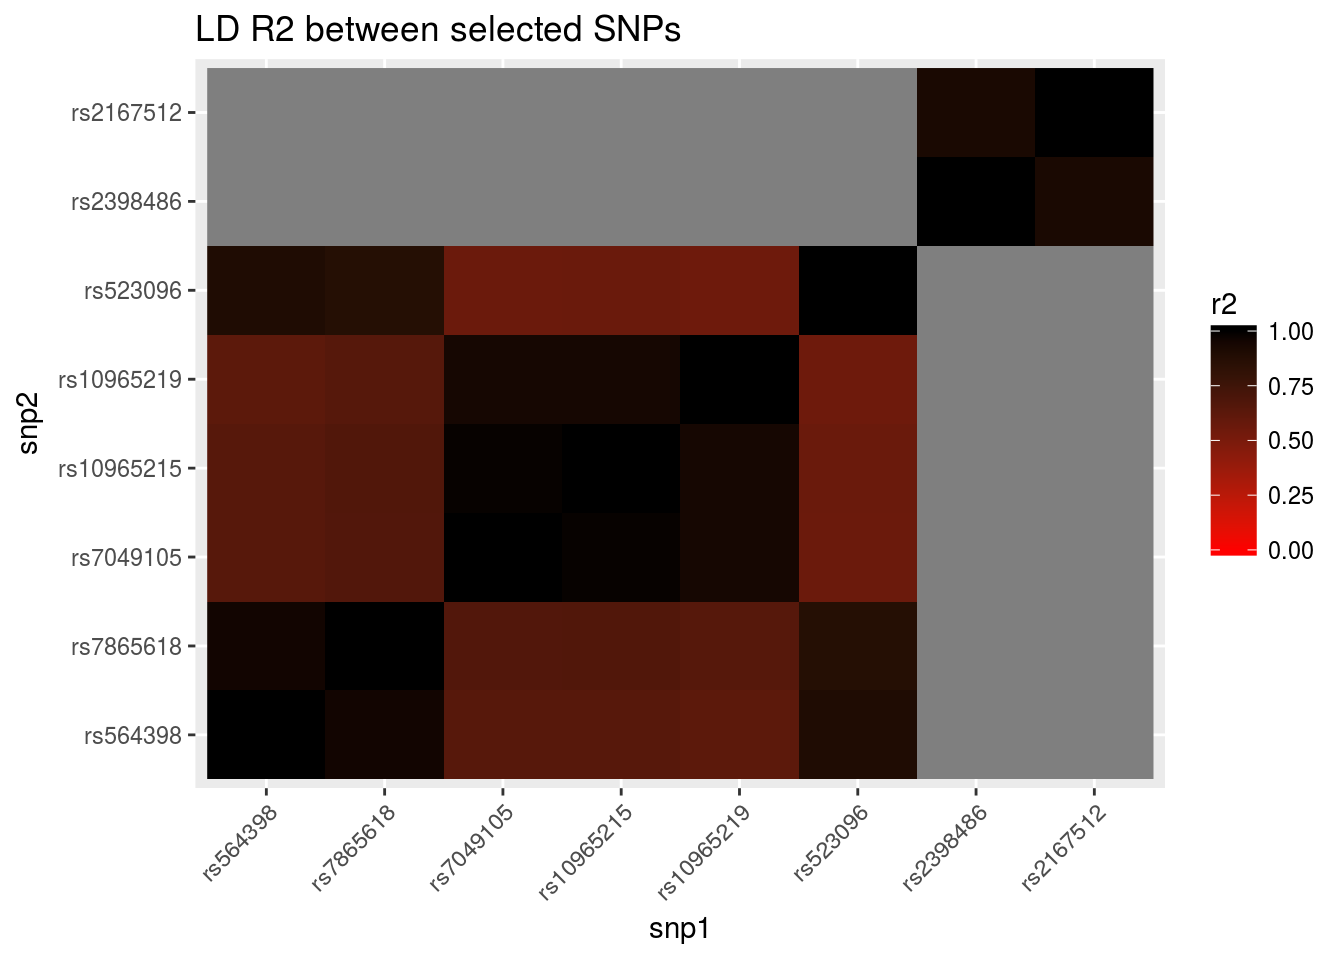 LD R2 between selected SNPs
rs2167512
rs2398486
rs523096
rs10965219
rs10965215
rs7049105
rs7865618
rs564398
snp2
rs564398
rs7865618
rs7049105
rs10965215
rs10965219
rs523096
rs2398486
rs2167512
snp1
r2
1.00
0.75
0.50
0.25
0.00